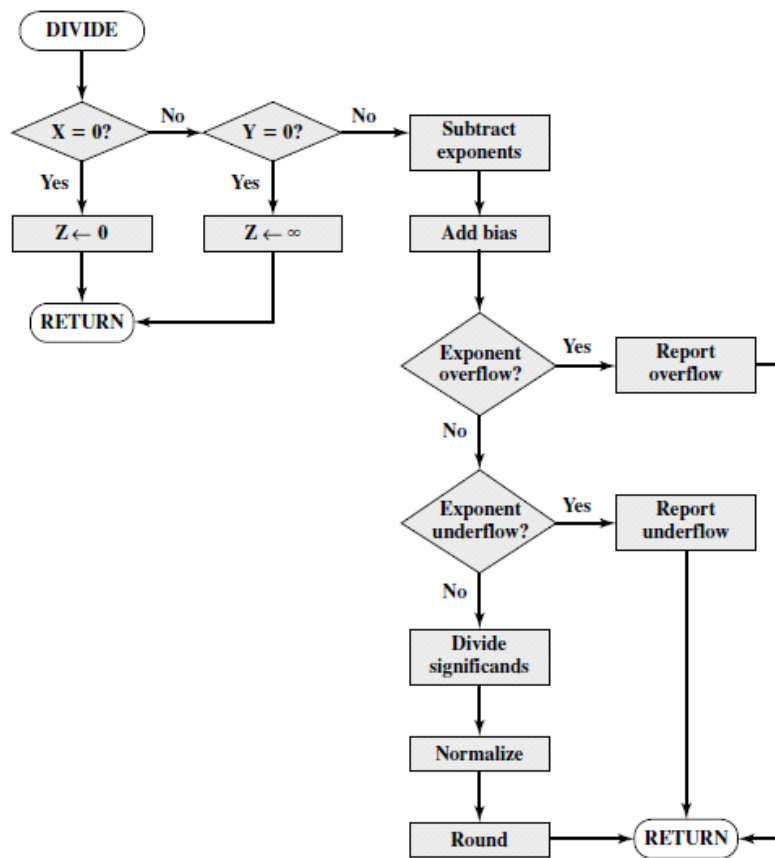 DIVIDE
X = 0?
No
Y = 0?
No
Subtract
exponents
Yes
Yes
Z ← 0
Z ← ∞
Add bias
RETURN
Exponent
overflow?
Yes
Report
overflow
No
Exponent
underflow?
Yes
Report
underflow
No
Divide
significands
Normalize
Round
RETURN